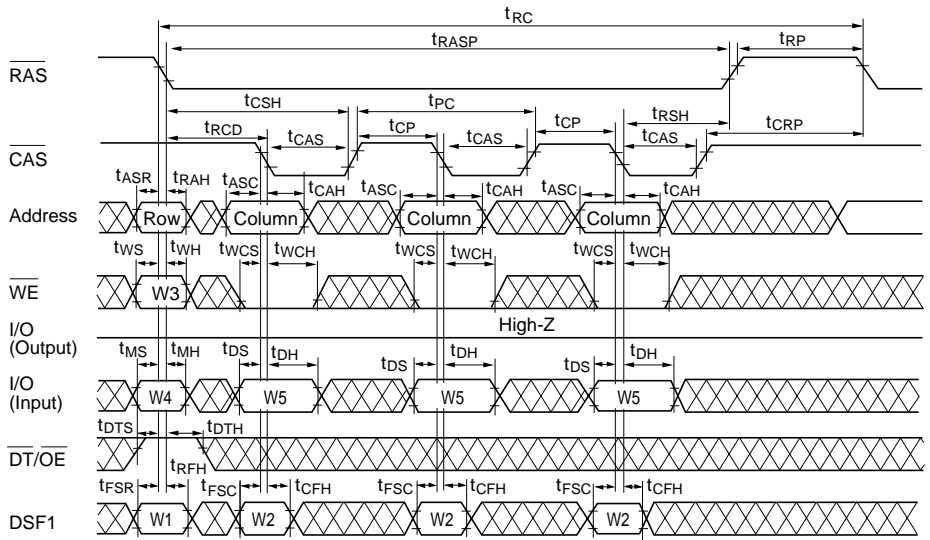 tRC
tRASP tRP
RAS
tCSH tPC tRSH tCRP
tRCD tCAS tCP tCAS tCP tCAS
CAS
tASR tRAH tASC tCAH tASC tCAH tASC tCAH
Address Row Column Column Column
tWS tWH tWCS tWCH tWCS tWCH tWCS tWCH
WE W3
I/O
(Output) High-Z
tMS tMH tDS tDH tDS tDH tDS tDH
I/O
(Input) W4 W5 W5 W5
tDTS tDTH
DT/OE
tRFH
tFSR tFSC tCFH tFSC tCFH tFSC tCFH
DSF1 W1 W2 W2 W2